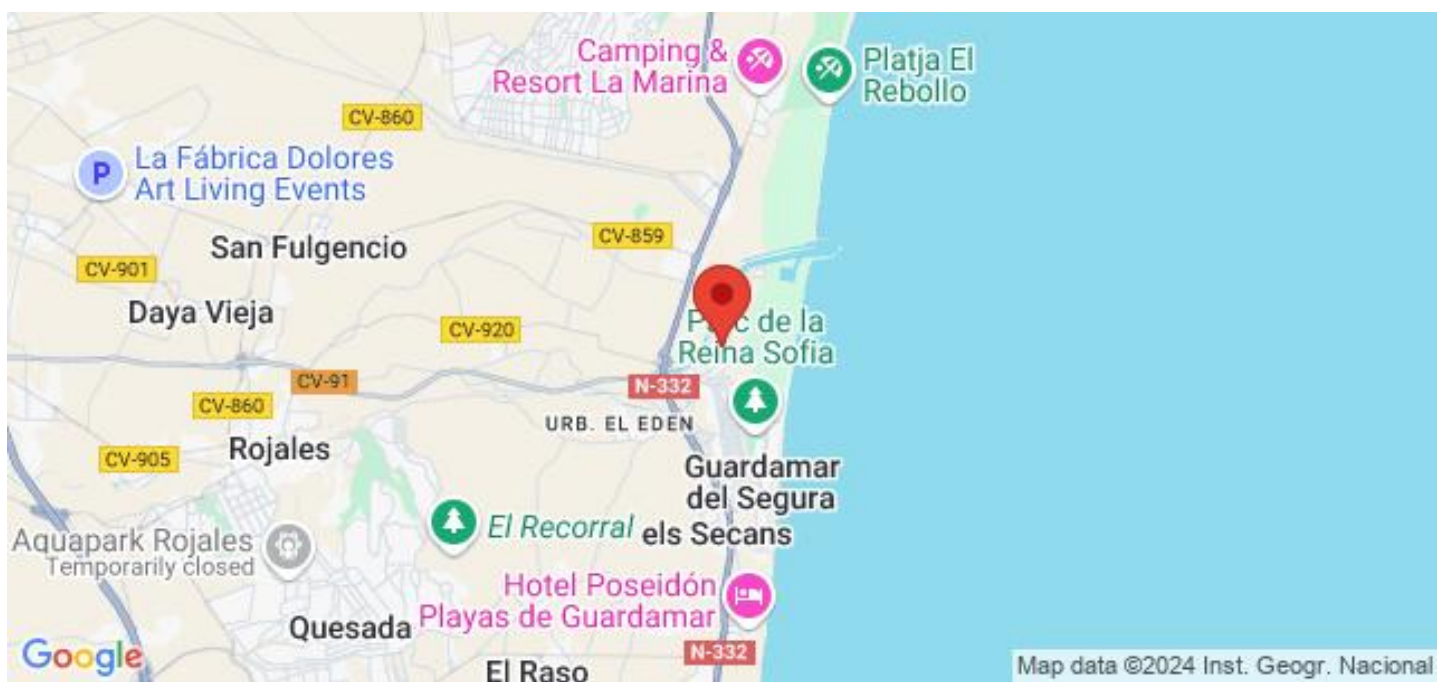 Camping &
Resort La Marina
Platja El
Rebollo
CV-860
La Fábrica Dolores
Art Living Events
P
San Fulgencio
CV-859
CV-901
Daya Vieja
CV-920
Parc de la
Reina Sofia
CV-91
N-332
CV-860
URB. EL EDEN
Rojales
CV-905
Guardamar
del Segura
El Recorral
els Secans
Aquapark Rojales
Temporarily closed
Hotel Poseidón
Playas de Guardamar
Quesada
N-332
El Raso
Google
Map data ©2024 Inst. Geogr. Nacional